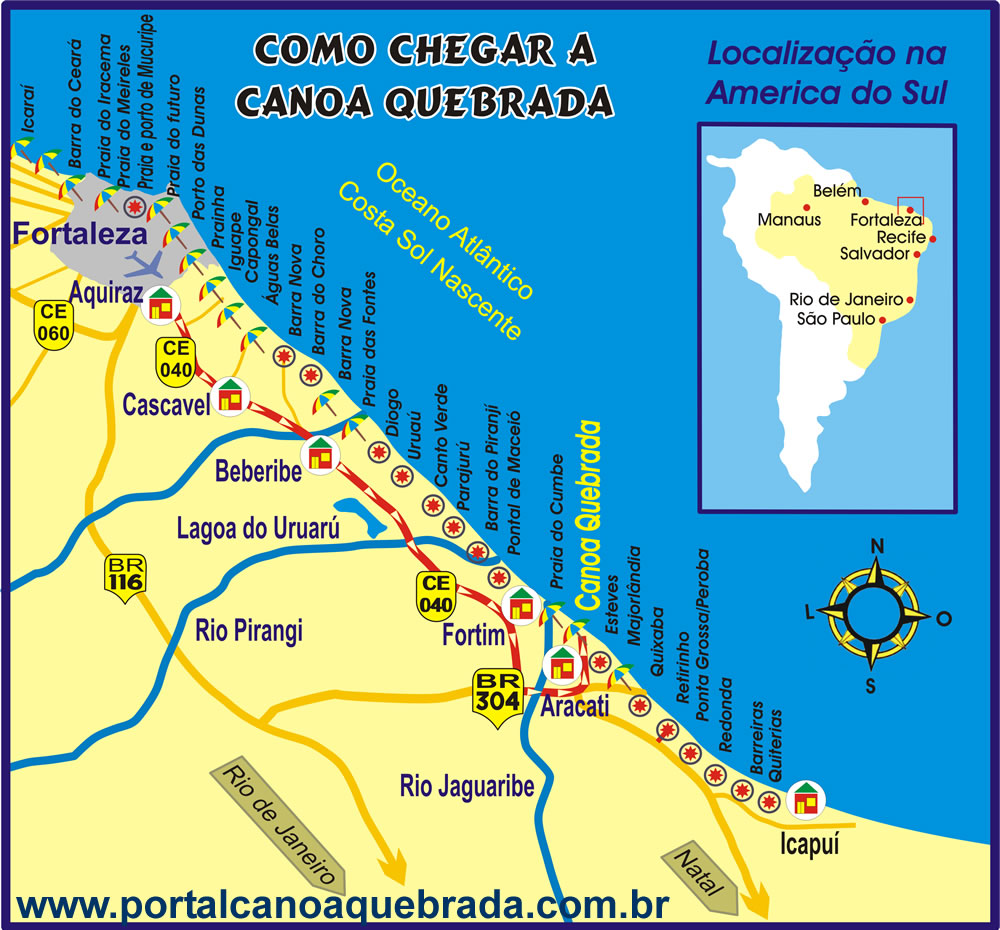 COMO CHEGAR A
CANOA QUEBRADA
Localização na
America do Sul
Belém
Manaus
Fortaleza
Recife
Salvador
Rio de Janeiro
São Paulo
Oceano Atlântico
Costa Sol Nascente
Icaraí
Barra do Ceará
Praia do Iracema
Praia do Meireles
Praia e porto de Mucuripe
Praia do futuro
Porto das Dunas
Prainha
Iguape
Capongal
Águas Belas
Barra Nova
Barra do Choro
Barra Nova
Praia das Fontes
Diogo
Uruaú
Canto Verde
Parajurú
Barra do Piranji
Pontal de Maceió
Praia do Cumbe
Canoa Quebrada
Esteves
Majorlândia
Quixaba
Retirinho
Ponta Grossa/Peroba
Redonda
Barreiras
Quiterias
Fortaleza
Aquiraz
CE
060
CE
040
Cascavel
Beberibe
Lagoa do Uruarú
BR
116
CE
040
Rio Pirangi
Fortim
BR
304
Aracati
Rio Jaguaribe
Icapuí
N
L
O
S
Rio de Janeiro
Natal
www.portalcanoaquebrada.com.br